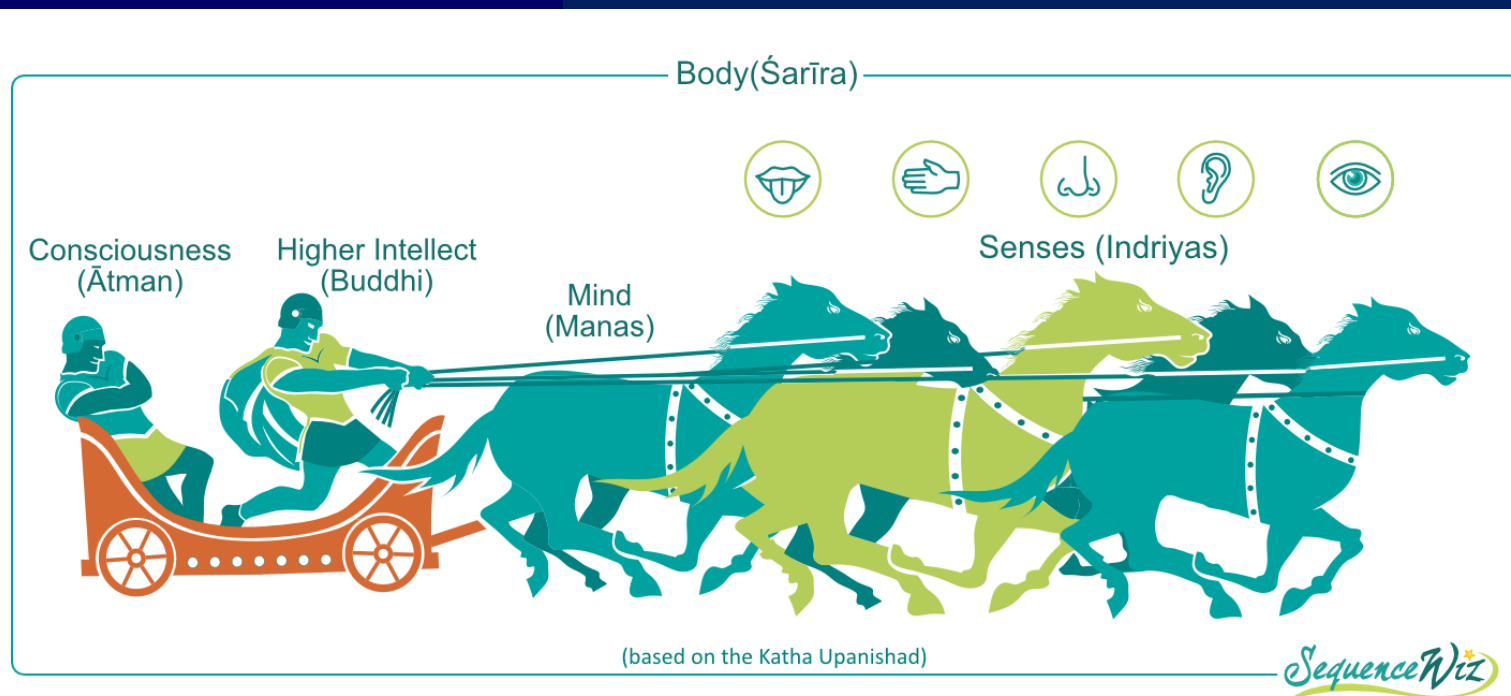 Body(Śarīra)
Consciousness
(Ātman)
Higher Intellect
(Buddhi)
Mind
(Manas)
Senses (Indriyas)
(based on the Katha Upanishad)
SequenceWiz